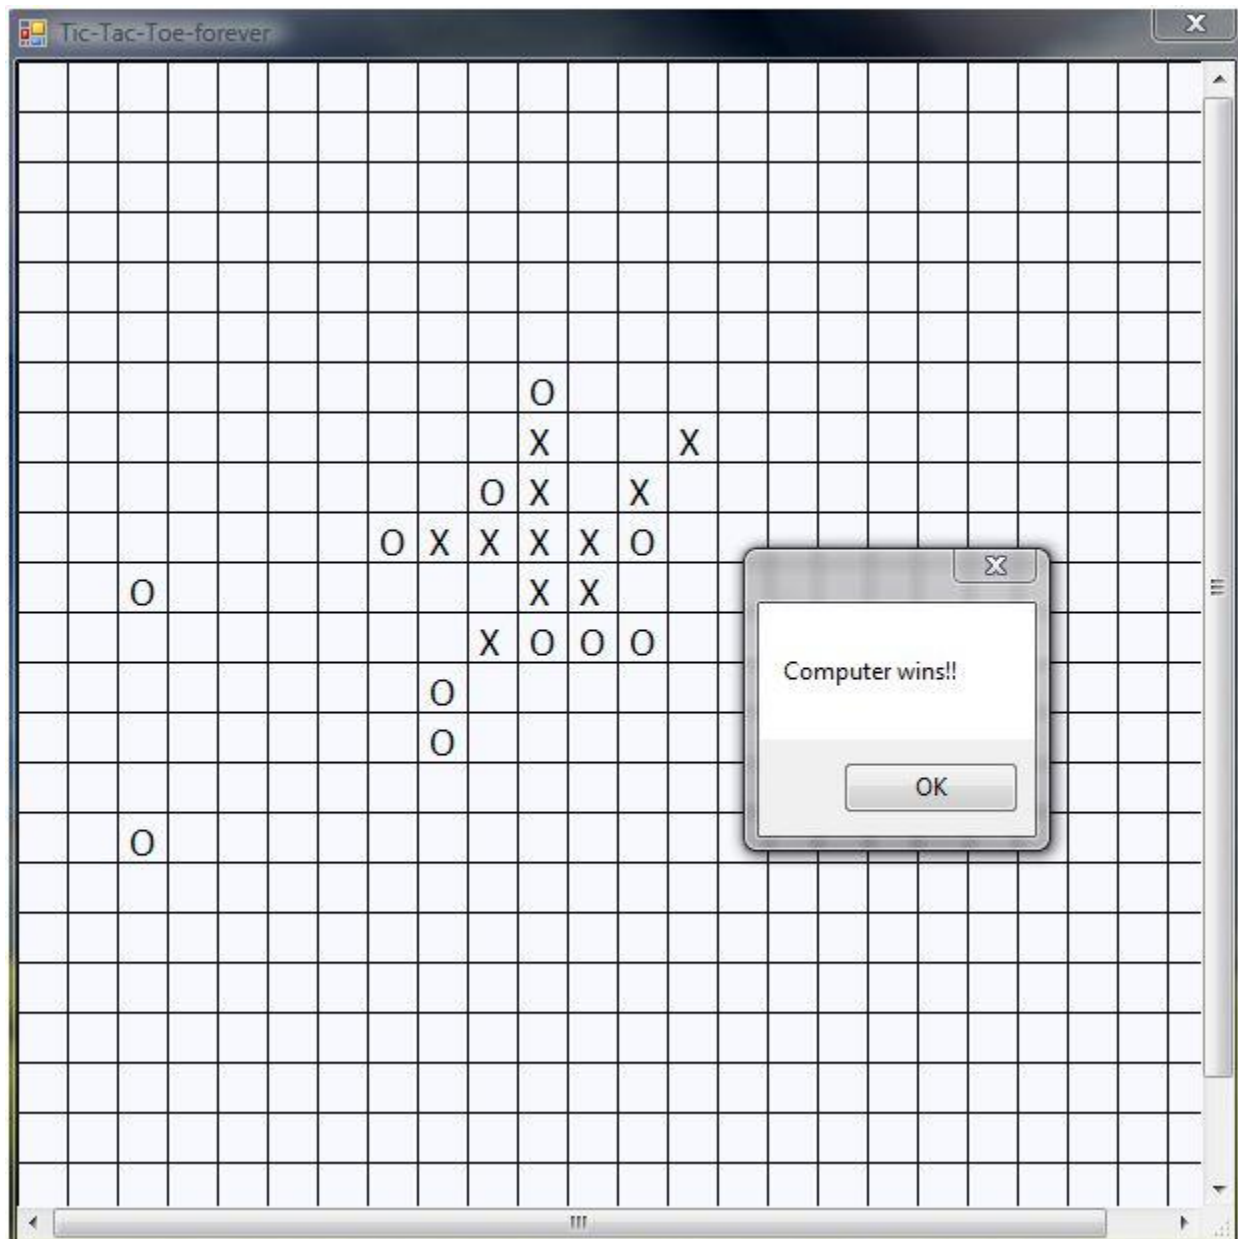 Tic-Tac-Toe-forever
O
X X
O X X
O X X X X O
O X X
X O O O
Computer wins!!
O
O
OK
O